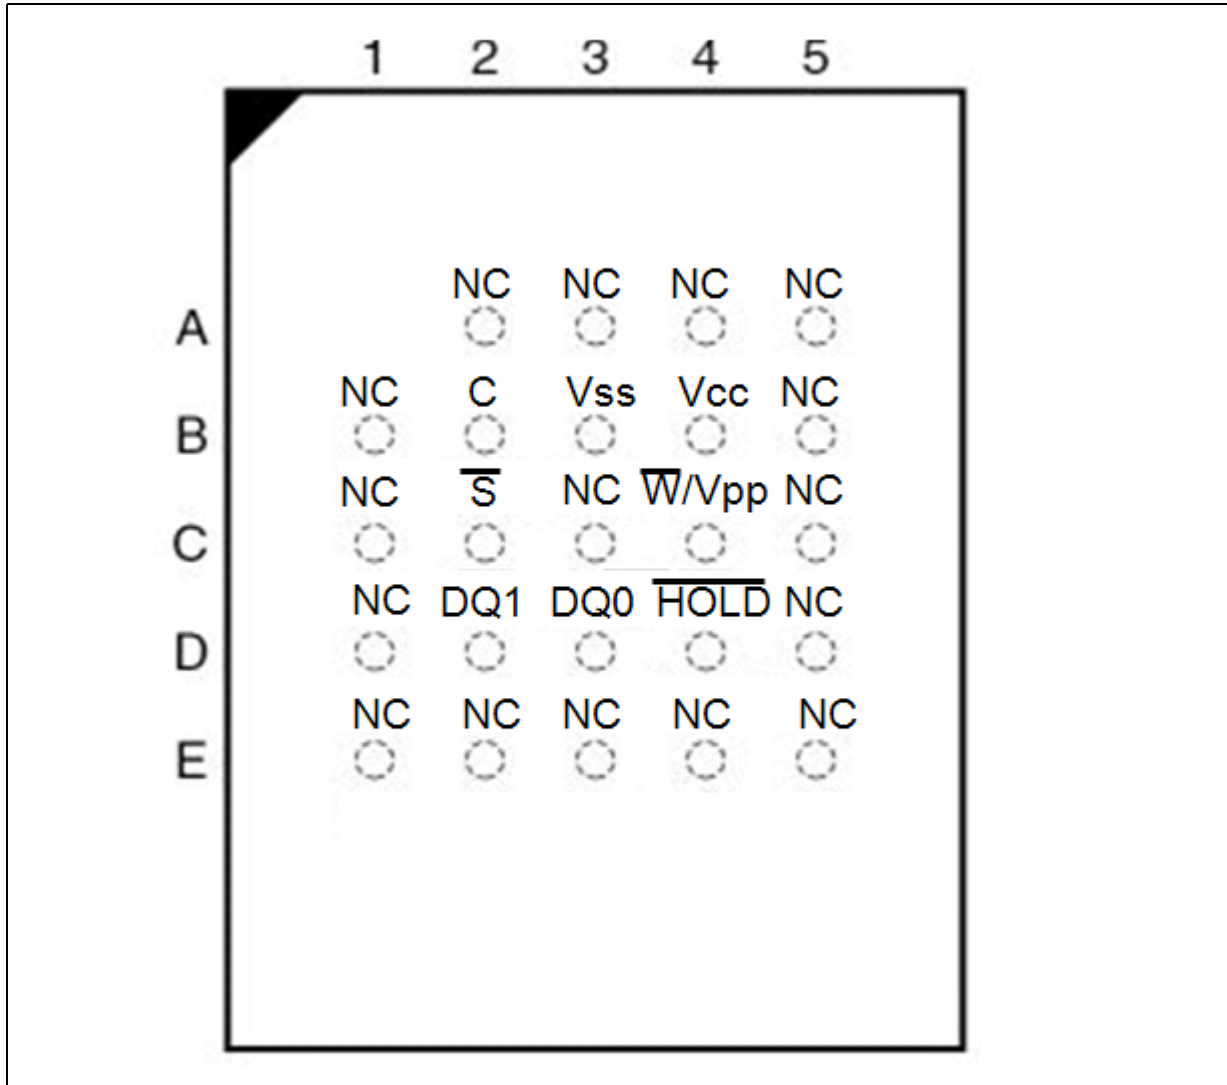 1 2 3 4 5
NC NC NC NC
A
NC C Vss Vcc NC
B
NC S̅ NC W̅/Vpp NC
C
NC DQ1 DQ0 H̅O̅L̅D̅ NC
D
NC NC NC NC NC
E